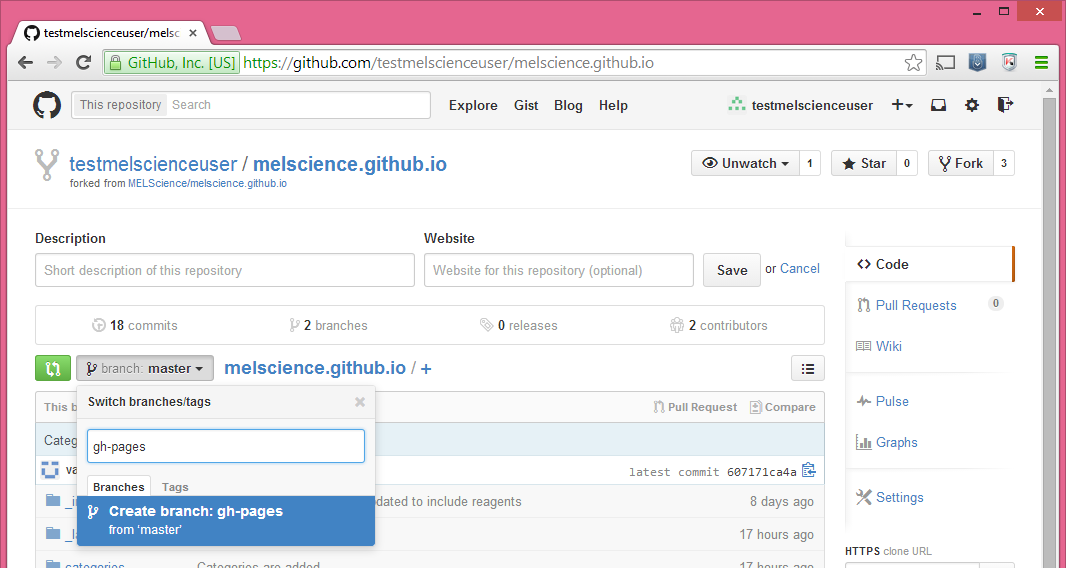 testmelscienceuser/melsc
GitHub, Inc. [US] https://github.com/testmelscienceuser/melscience.github.io
This repository Search Explore Gist Blog Help testmelscienceuser
testmelscienceuser / melscience.github.io
forked from MELScience/melscience.github.io
Unwatch 1 Star 0 Fork 3
Description Website
Short description of this repository Website for this repository (optional) Save or Cancel
18 commits 2 branches 0 releases 2 contributors
branch: master melscience.github.io / +
Switch branches/tags
This b Pull Request Compare
gh-pages
Categ
va latest commit 607171ca4a
Branches Tags
_i dated to include reagents 8 days ago
Create branch: gh-pages
from 'master'
_l 17 hours ago
categories Categories are added 17 hours ago
Code
Pull Requests 0
Wiki
Pulse
Graphs
Settings
HTTPS clone URL